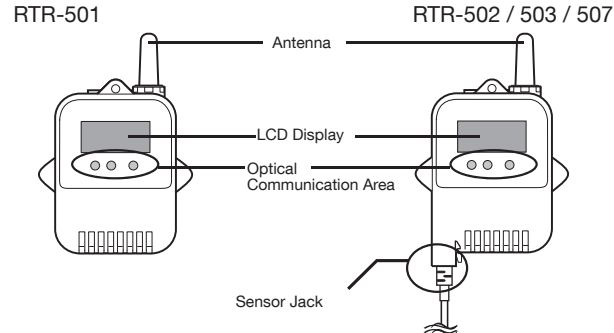 RTR-501
RTR-502 / 503 / 507
Antenna
LCD Display
Optical
Communication Area
Sensor Jack